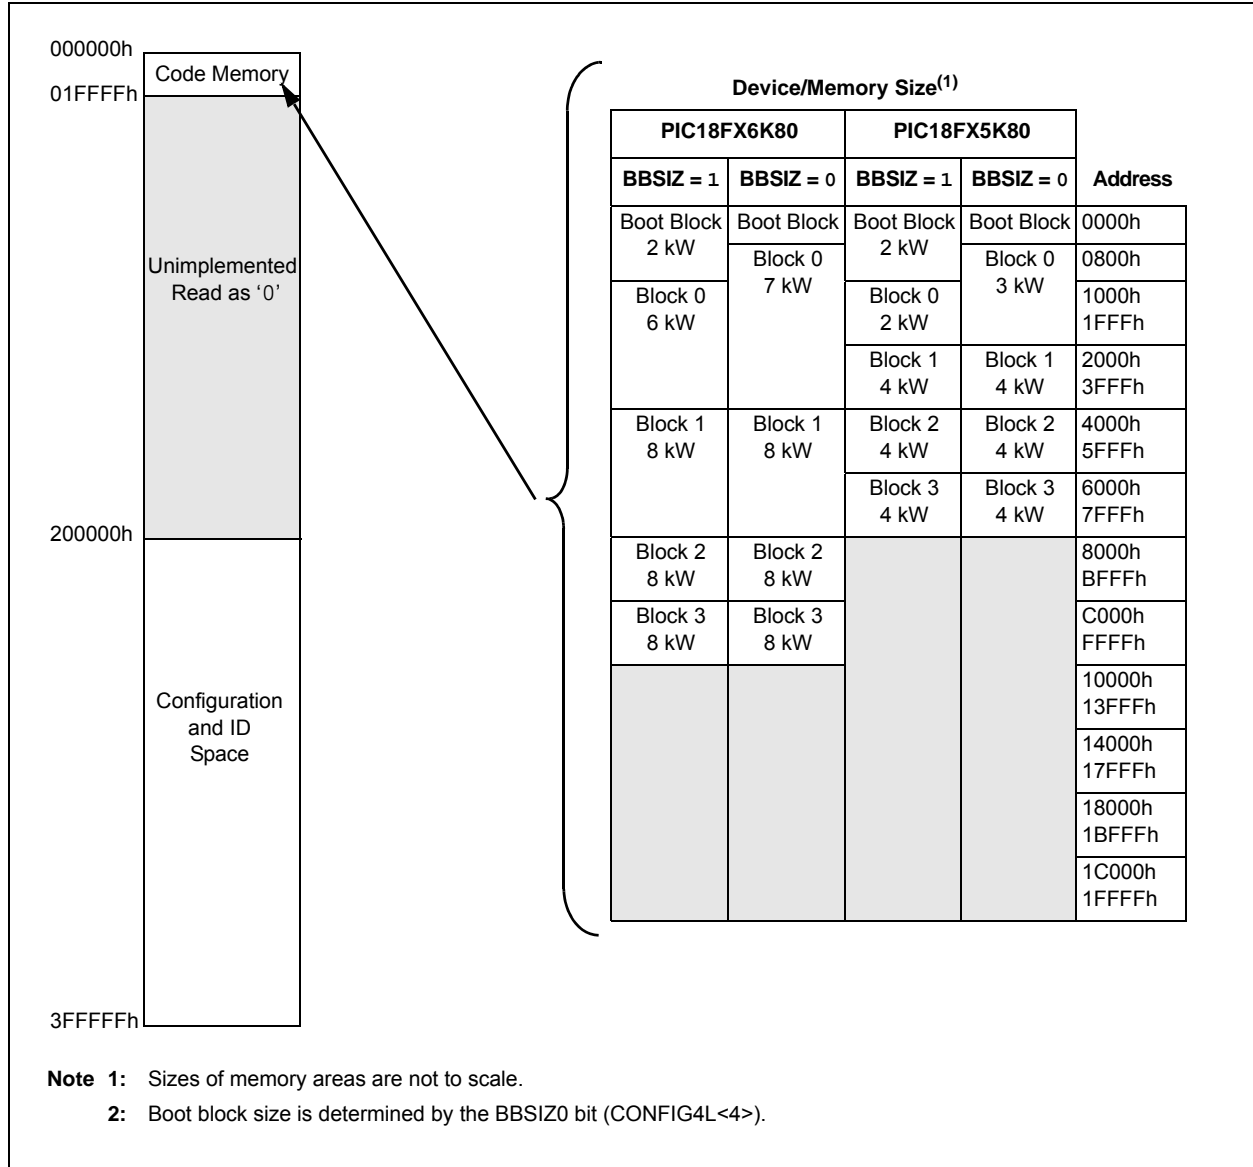 000000h
Code Memory
01FFFFh
Unimplemented
Read as ‘0’
200000h
Configuration
and ID
Space
3FFFFFh
Device/Memory Size(1)
PIC18FX6K80 PIC18FX5K80
BBSIZ = 1 BBSIZ = 0 BBSIZ = 1 BBSIZ = 0 Address
Boot Block Boot Block Boot Block Boot Block 0000h
2 kW 2 kW
Block 0 Block 0 0800h
7 kW 3 kW
Block 0 Block 0 1000h
6 kW 2 kW 1FFFh
Block 1 Block 1 2000h
4 kW 4 kW 3FFFh
Block 1 Block 1 Block 2 Block 2 4000h
8 kW 8 kW 4 kW 4 kW 5FFFh
Block 3 Block 3 6000h
4 kW 4 kW 7FFFh
Block 2 Block 2 8000h
8 kW 8 kW BFFFh
Block 3 Block 3 C000h
8 kW 8 kW FFFFh
10000h
13FFFh
14000h
17FFFh
18000h
1BFFFh
1C000h
1FFFFh
Note 1: Sizes of memory areas are not to scale.
2: Boot block size is determined by the BBSIZ0 bit (CONFIG4L<4>).